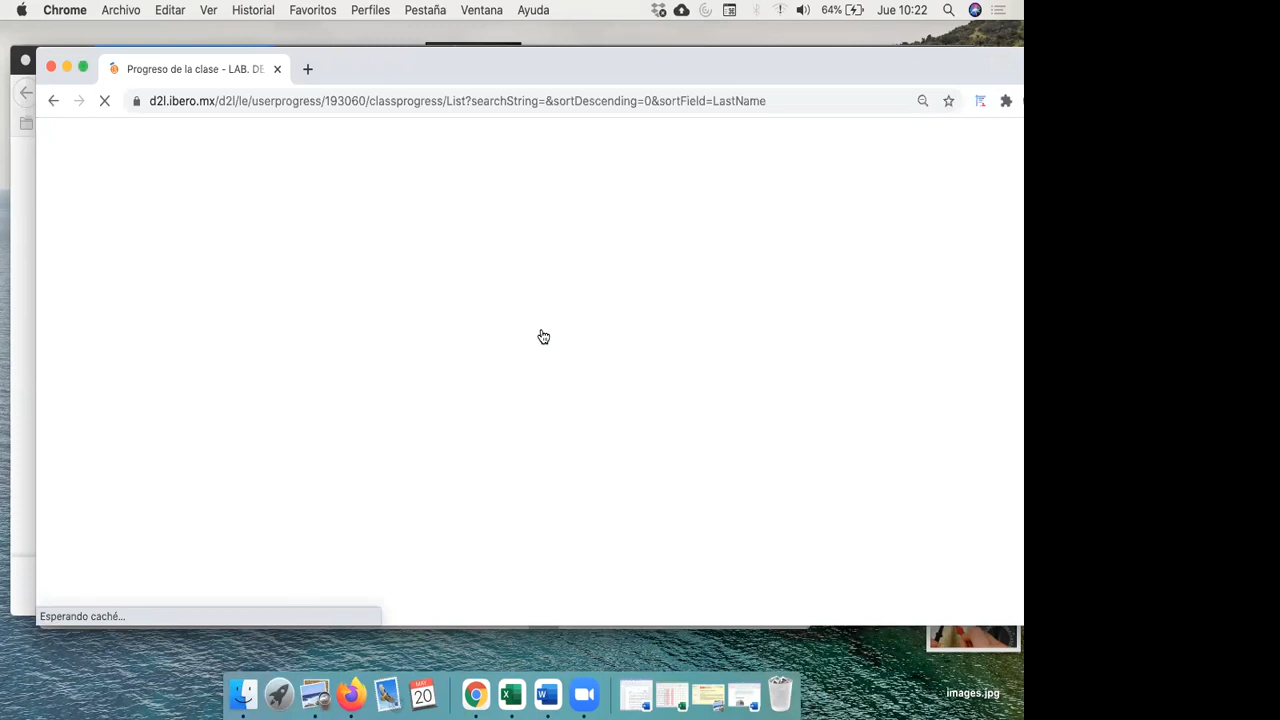 Chrome Archivo Editar Ver Historial Favoritos Perfiles Pestaña Ventana Ayuda 64% Jue 10:22
Progreso de la clase - LAB. DE
d2l.ibero.mx/d2l/le/userprogress/193060/classprogress/List?searchString=&sortDescending=0&sortField=LastName
Esperando caché...
MAY
20
images.jpg